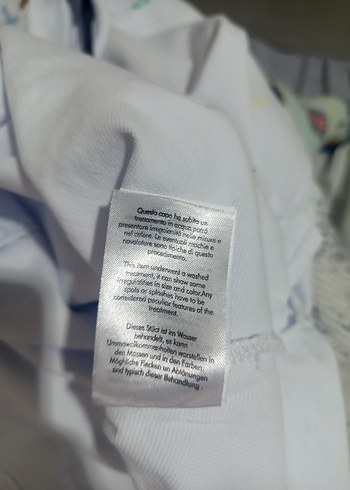 Questo capo ha subito un
trattamento in acqua, potrà
presentare irregolarità nelle misure e
nel colore. Le eventuali macchie e
novolature sono tipiche di questo
procedimento.
This item underwent a washed
treatment, it can show some
irregularities in size and color.Any
spots or splashes have to be
considered peculiar features of the
treatment.
Dieses Stück ist im Wasser
behandelt, es kann
Unvollkommenheiten vorstellen in
den Massen und in den Farben.
Mögliche Flecken un Abtönungen
sind typisch dieser Behandlung.